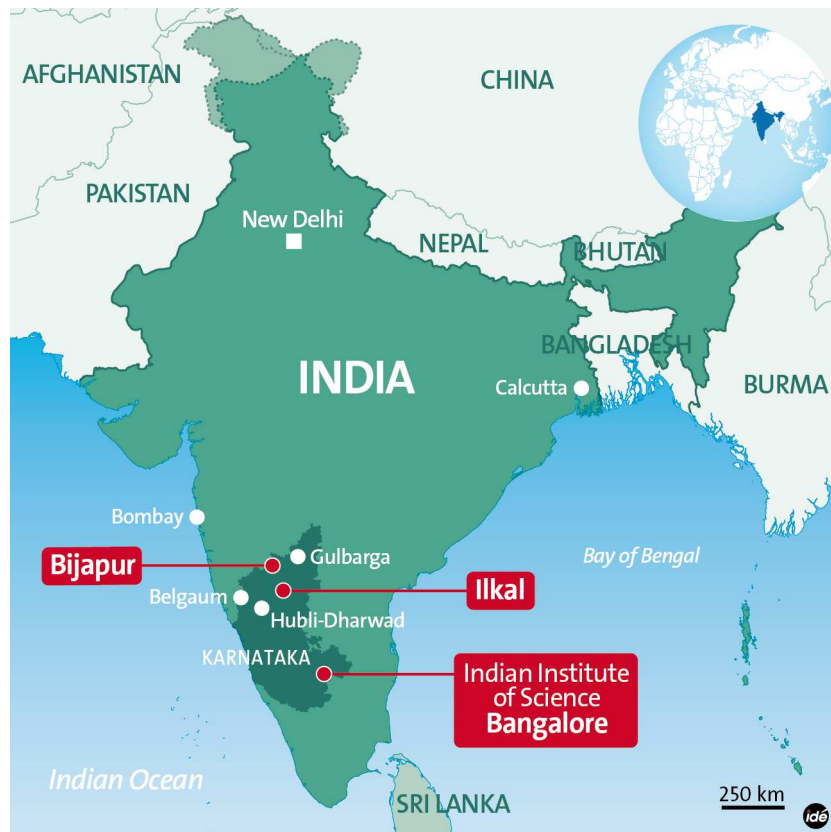 AFGHANISTAN
CHINA
PAKISTAN
New Delhi
NEPAL
BHUTAN
BANGLADESH
INDIA
Calcutta
BURMA
Bombay
Gulbarga
Bijapur
Bay of Bengal
Ilkal
Belgaum
Hubli-Dharwad
KARNATAKA
Indian Institute
of Science
Bangalore
Indian Ocean
SRI LANKA
250 km
idé